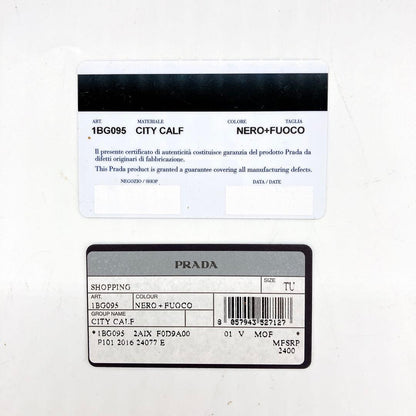 ART. MATERIALE COLORE TAGLIA
1BG095 CITY CALF NERO+FUOCO
Il presente certificato di autenticità costituisce garanzia del prodotto Prada da
difetti originari di fabbricazione.
This Prada product is granted a guarantee covering all manufacturing defects.
NEGOZIO / SHOP DATA / DATE
PRADA
SHOPPING SIZE TU
ART. COLOUR
1BG095 NERO+FUOCO
GROUP NAME
CITY CALF
8 057943 527127
*1BG095 2AIX F0D9A00 01 V MOF *
P101 2016 24077 E MFSRP
2400